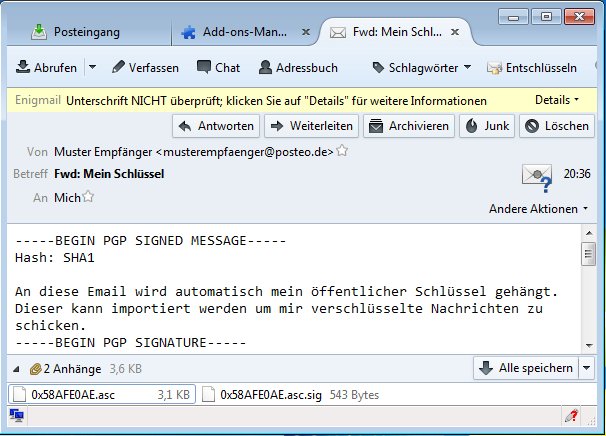 Posteingang Add-ons-Man... Fwd: Mein Schl...
Abrufen Verfassen Chat Adressbuch Schlagwörter Entschlüsseln
Enigmail Unterschrift NICHT überprüft; klicken Sie auf "Details" für weitere Informationen Details
Antworten Weiterleiten Archivieren Junk Löschen
Von Muster Empfänger <musterempfaenger@posteo.de>
Betreff Fwd: Mein Schlüssel 20:36
An Mich
Andere Aktionen
-----BEGIN PGP SIGNED MESSAGE-----
Hash: SHA1
An diese Email wird automatisch mein öffentlicher Schlüssel gehängt.
Dieser kann importiert werden um mir verschlüsselte Nachrichten zu
schicken.
-----BEGIN PGP SIGNATURE-----
2 Anhänge 3,6 KB Alle speichern
0x58AFE0AE.asc 3,1 KB 0x58AFE0AE.asc.sig 543 Bytes